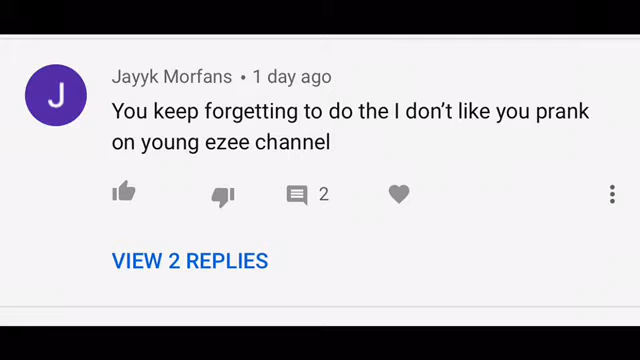 J
Jayyk Morfans • 1 day ago
You keep forgetting to do the I don't like you prank
on young ezee channel
2
VIEW 2 REPLIES